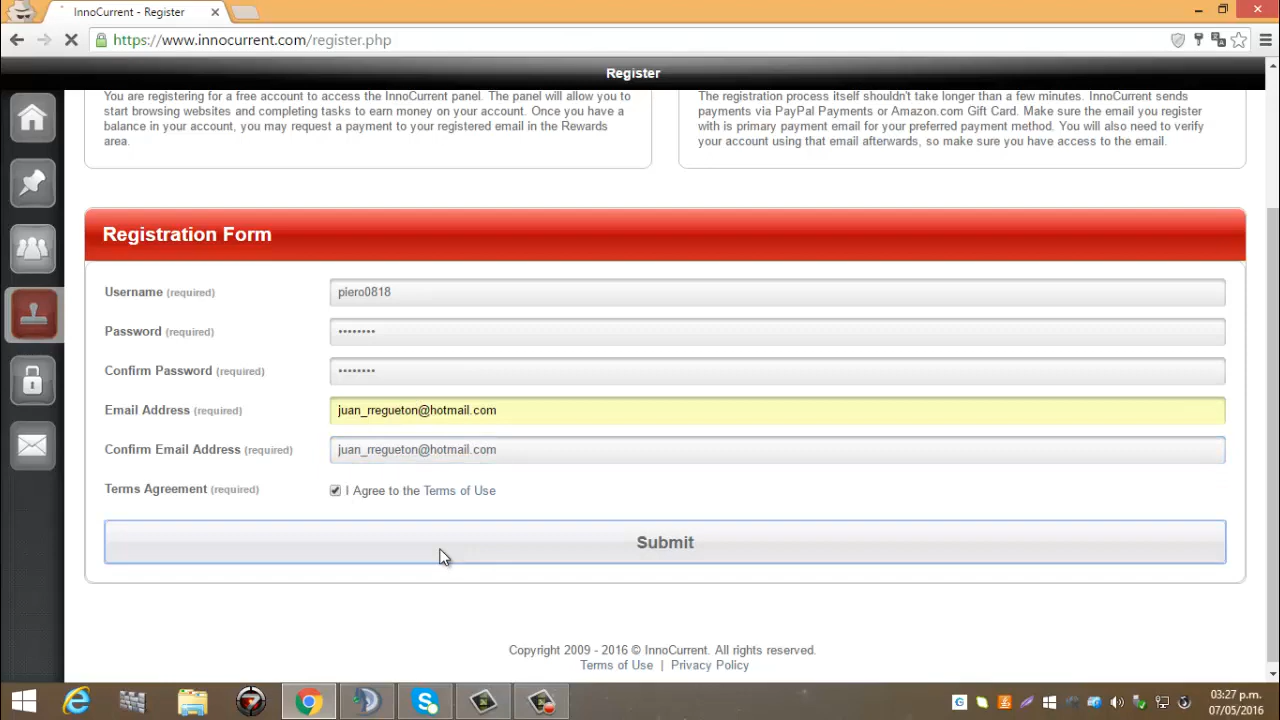 InnoCurrent - Register
https://www.innocurrent.com/register.php
Register
You are registering for a free account to access the InnoCurrent panel. The panel will allow you to
start browsing websites and completing tasks to earn money on your account. Once you have a
balance in your account, you may request a payment to your registered email in the Rewards
area.
The registration process itself shouldn't take longer than a few minutes. InnoCurrent sends
payments via PayPal Payments or Amazon.com Gift Card. Make sure the email you register
with is primary payment email for your preferred payment method. You will also need to verify
your account using that email afterwards, so make sure you have access to the email.
Registration Form
Username (required)
piero0818
Password (required)
••••••••
Confirm Password (required)
••••••••
Email Address (required)
juan_rregueton@hotmail.com
Confirm Email Address (required)
juan_rregueton@hotmail.com
Terms Agreement (required)
I Agree to the Terms of Use
Submit
Copyright 2009 - 2016 © InnoCurrent. All rights reserved.
Terms of Use | Privacy Policy
03:27 p.m.
07/05/2016